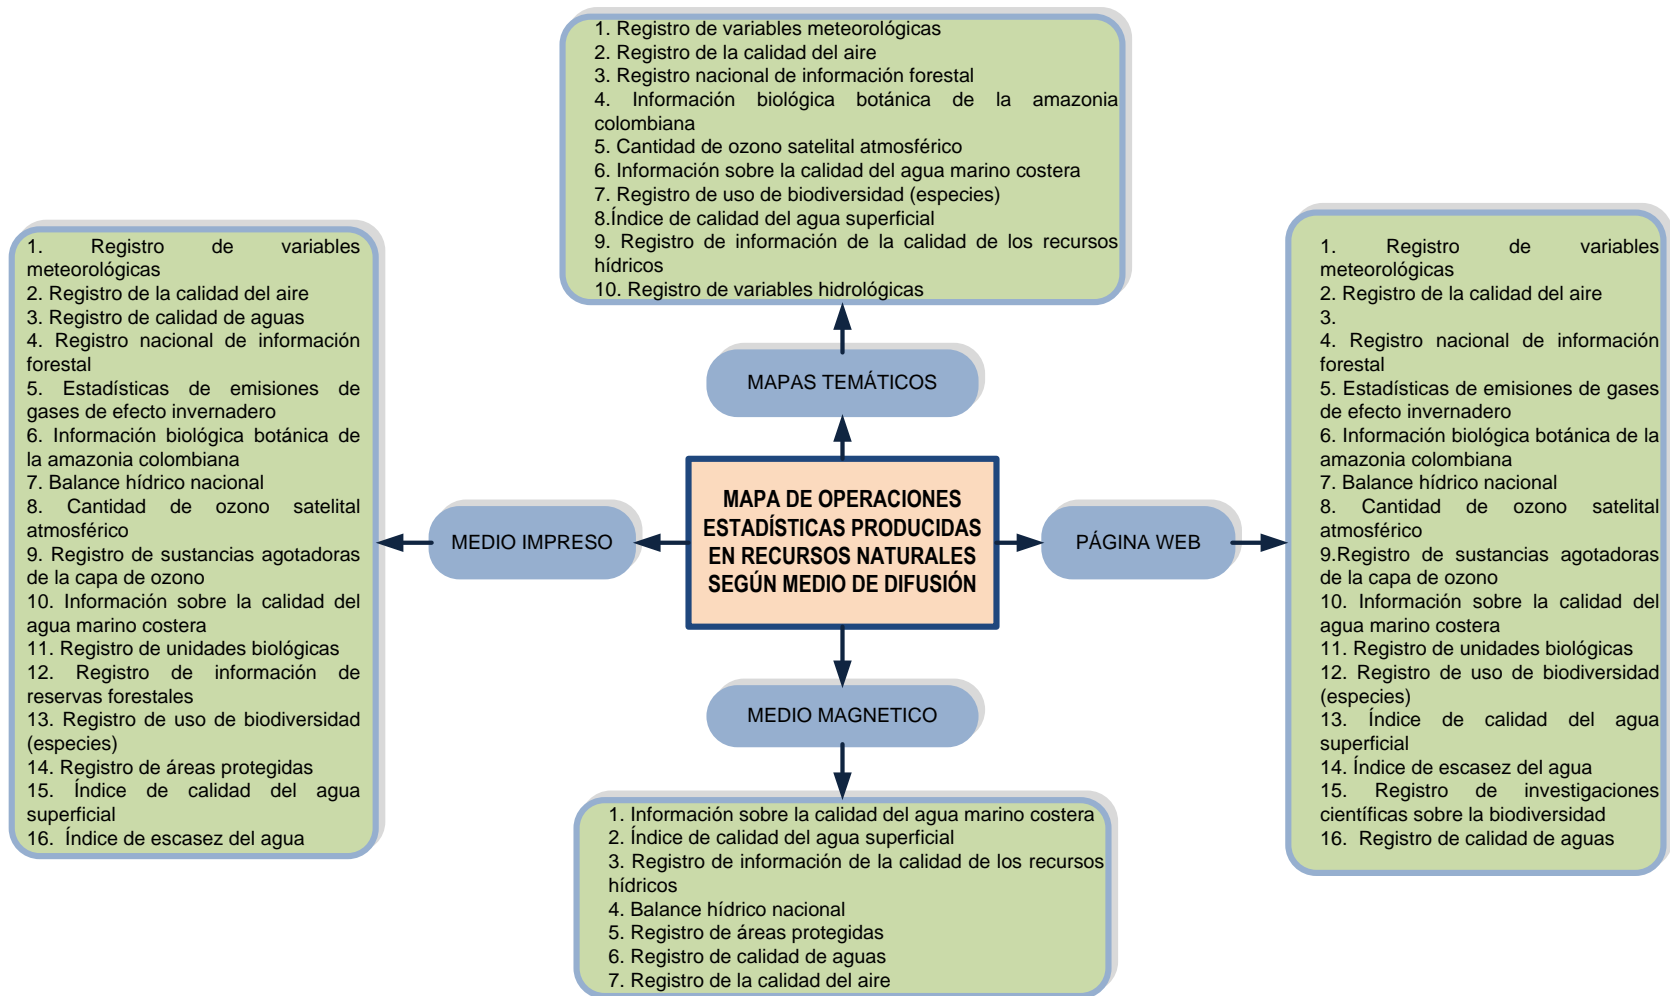 1. Registro de variables meteorológicas
2. Registro de la calidad del aire
3. Registro nacional de información forestal
4. Información biológica botánica de la amazonia
colombiana
5. Cantidad de ozono satelital atmosférico
6. Información sobre la calidad del agua marino costera
7. Registro de uso de biodiversidad (especies)
8.Índice de calidad del agua superficial
9. Registro de información de la calidad de los recursos
hídricos
10. Registro de variables hidrológicas
MAPAS TEMÁTICOS
1. Registro de variables
meteorológicas
2. Registro de la calidad del aire
3. Registro de calidad de aguas
4. Registro nacional de información
forestal
5. Estadísticas de emisiones de
gases de efecto invernadero
6. Información biológica botánica de
la amazonia colombiana
7. Balance hídrico nacional
8. Cantidad de ozono satelital
atmosférico
9. Registro de sustancias agotadoras
de la capa de ozono
10. Información sobre la calidad del
agua marino costera
11. Registro de unidades biológicas
12. Registro de información de
reservas forestales
13. Registro de uso de biodiversidad
(especies)
14. Registro de áreas protegidas
15. Índice de calidad del agua
superficial
16. Índice de escasez del agua
MEDIO IMPRESO
MAPA DE OPERACIONES
ESTADÍSTICAS PRODUCIDAS
EN RECURSOS NATURALES
SEGÚN MEDIO DE DIFUSIÓN
PÁGINA WEB
1. Registro de variables
meteorológicas
2. Registro de la calidad del aire
3.
4. Registro nacional de información
forestal
5. Estadísticas de emisiones de gases
de efecto invernadero
6. Información biológica botánica de la
amazonia colombiana
7. Balance hídrico nacional
8. Cantidad de ozono satelital
atmosférico
9.Registro de sustancias agotadoras
de la capa de ozono
10. Información sobre la calidad del
agua marino costera
11. Registro de unidades biológicas
12. Registro de uso de biodiversidad
(especies)
13. Índice de calidad del agua
superficial
14. Índice de escasez del agua
15. Registro de investigaciones
científicas sobre la biodiversidad
16. Registro de calidad de aguas
MEDIO MAGNETICO
1. Información sobre la calidad del agua marino costera
2. Índice de calidad del agua superficial
3. Registro de información de la calidad de los recursos
hídricos
4. Balance hídrico nacional
5. Registro de áreas protegidas
6. Registro de calidad de aguas
7. Registro de la calidad del aire